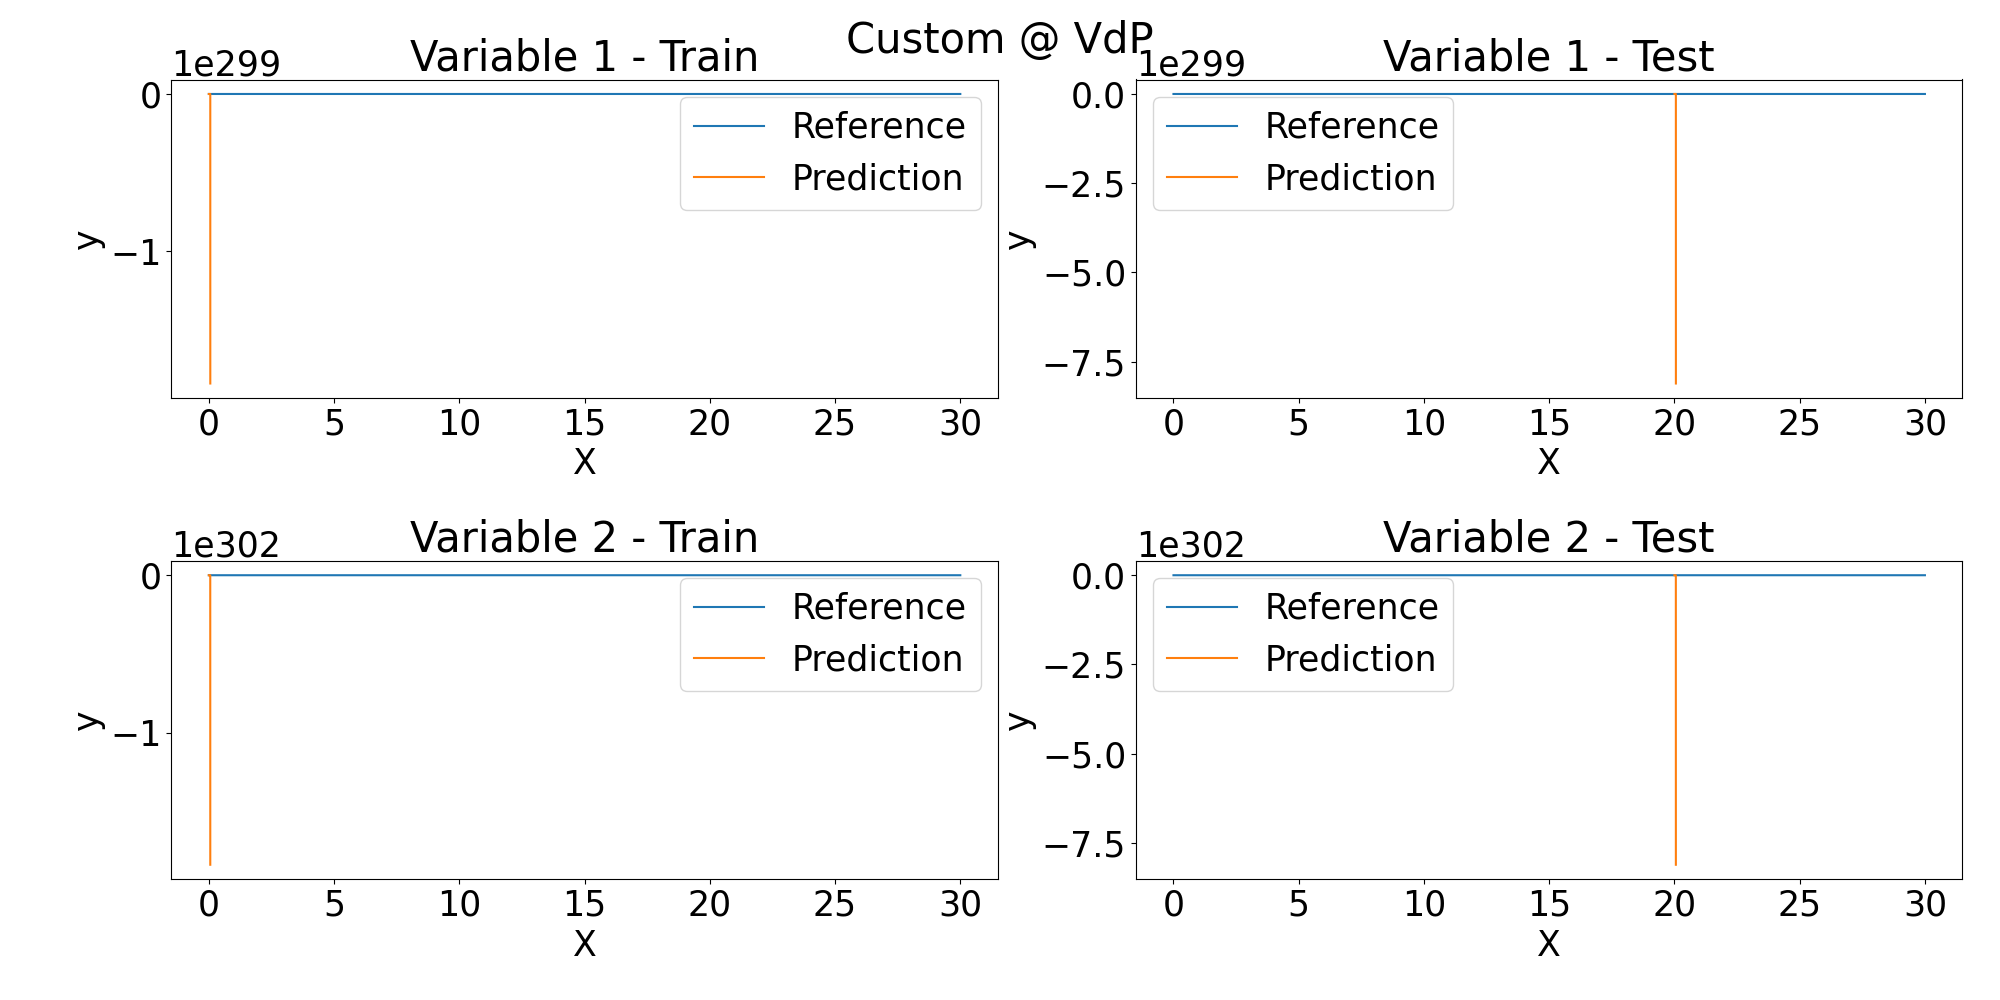 Custom @ VdP
Variable 1 - Train
1e299
0
−1
y
Reference
Prediction
0 5 10 15 20 25 30
X
Variable 1 - Test
1e299
0.0
−2.5
−5.0
−7.5
y
Reference
Prediction
0 5 10 15 20 25 30
X
Variable 2 - Train
1e302
0
−1
y
Reference
Prediction
0 5 10 15 20 25 30
X
Variable 2 - Test
1e302
0.0
−2.5
−5.0
−7.5
y
Reference
Prediction
0 5 10 15 20 25 30
X